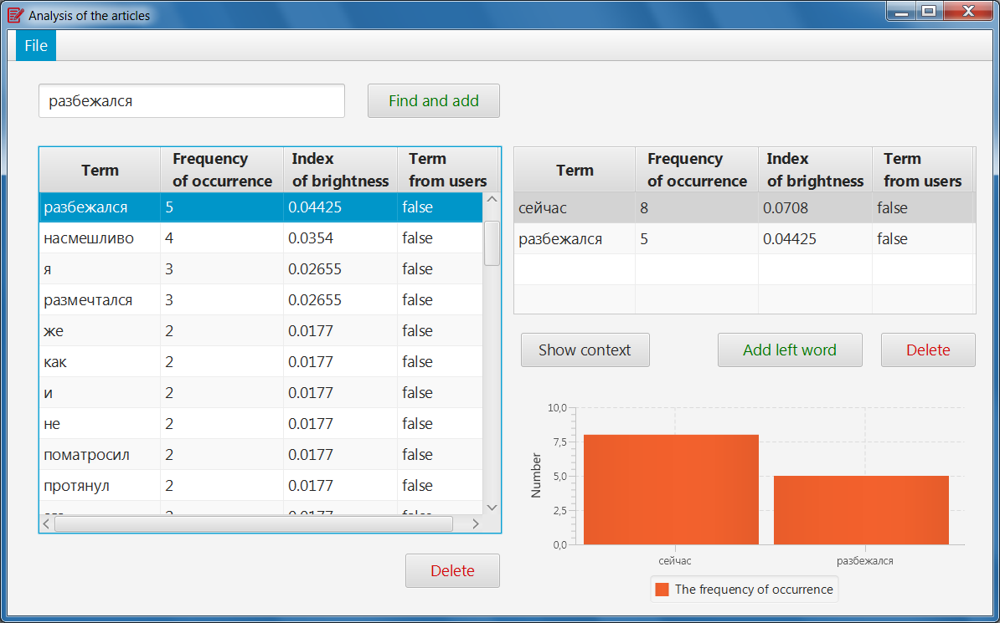 Analysis of the articles
File
разбежался
Find and add
Term Frequency of occurrence Index of brightness Term from users
разбежался 5 0.04425 false
насмешливо 4 0.0354 false
я 3 0.02655 false
размечтался 3 0.02655 false
же 2 0.0177 false
как 2 0.0177 false
и 2 0.0177 false
не 2 0.0177 false
поматросил 2 0.0177 false
протянул 2 0.0177 false
Delete
Term Frequency of occurrence Index of brightness Term from users
сейчас 8 0.0708 false
разбежался 5 0.04425 false
Show context
Add left word
Delete
Number
10,0
7,5
5,0
2,5
0,0
сейчас
разбежался
The frequency of occurrence